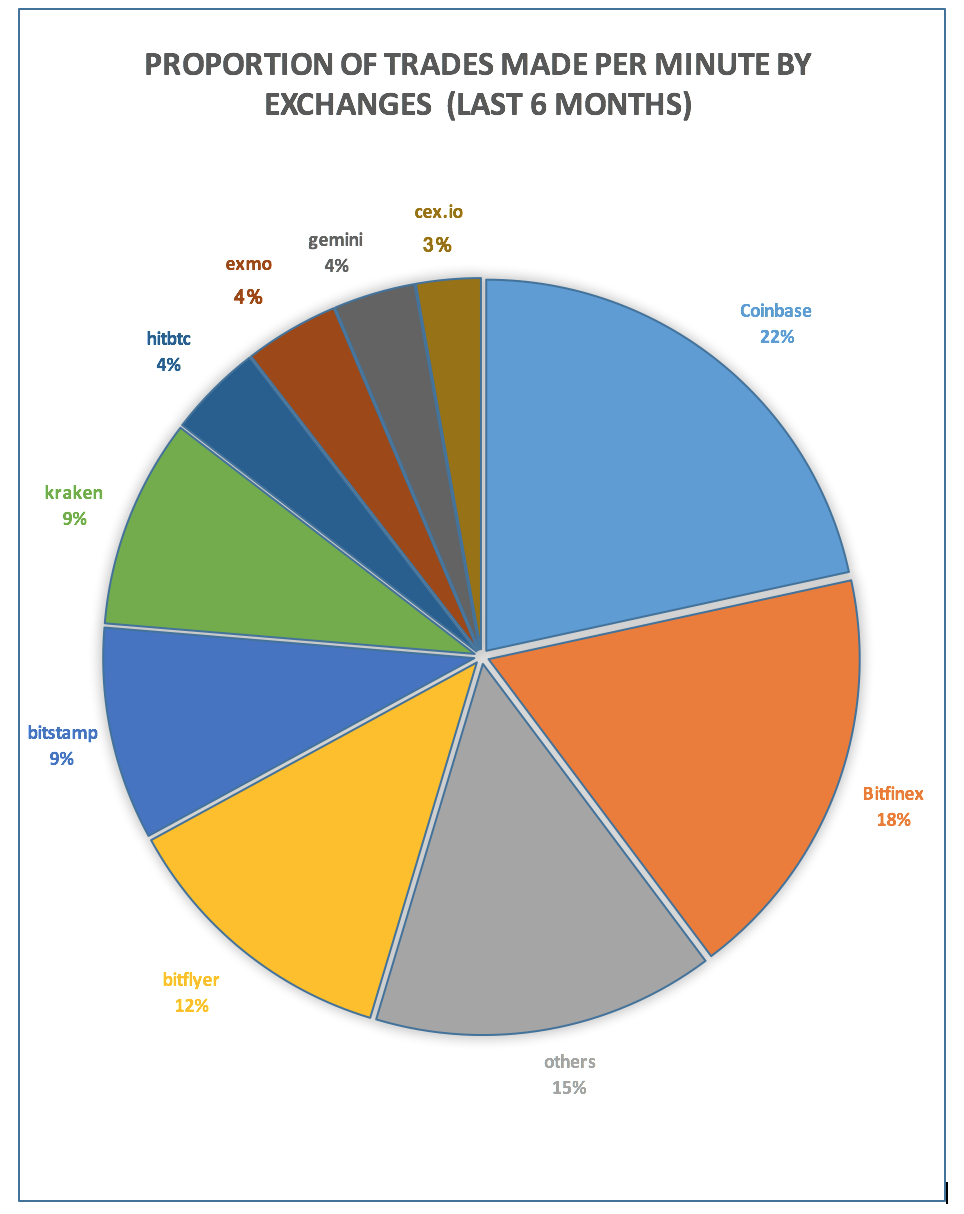 PROPORTION OF TRADES MADE PER MINUTE BY
EXCHANGES (LAST 6 MONTHS)
cex.io
3%
gemini
4%
exmo
4%
hitbtc
4%
Coinbase
22%
kraken
9%
bitstamp
9%
Bitfinex
18%
bitflyer
12%
others
15%